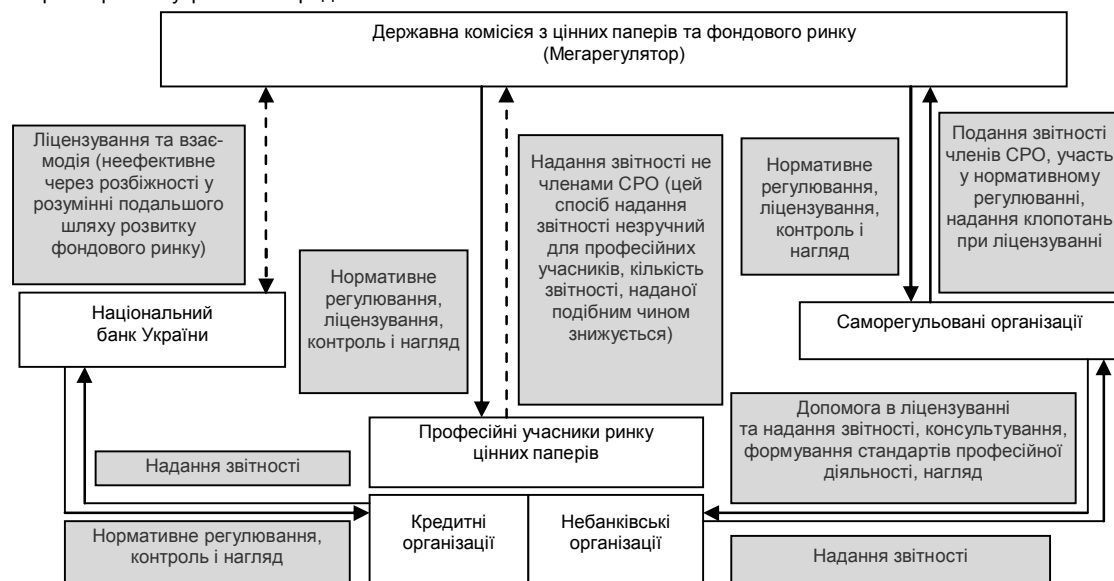 Державна комісієя з цінних паперів та фондового ринку
(Мегарегулятор)
Ліцензування та взає-
модія (неефективне
через розбіжності у
розумінні подальшого
шляху розвитку
фондового ринку)
Нормативне
регулювання,
ліцензування,
контроль і нагляд
Надання звітності не
членами СРО (цей
спосіб надання
звітності незручний
для професійних
учасників, кількість
звітності, наданої
подібним чином
знижується)
Нормативне
регулювання,
ліцензування,
контроль і
нагляд
Подання звітності
членів СРО, участь
у нормативному
регулюванні,
надання клопотань
при ліцензуванні
Національний
банк України
Саморегульовані організації
Професійні учасники ринку
цінних паперів
Допомога в ліцензуванні
та надання звітності, консультування,
формування стандартів професійної
діяльності, нагляд
Надання звітності
Кредитні
організації
Небанківські
організації
Нормативне регулювання,
контроль і нагляд
Надання звітності